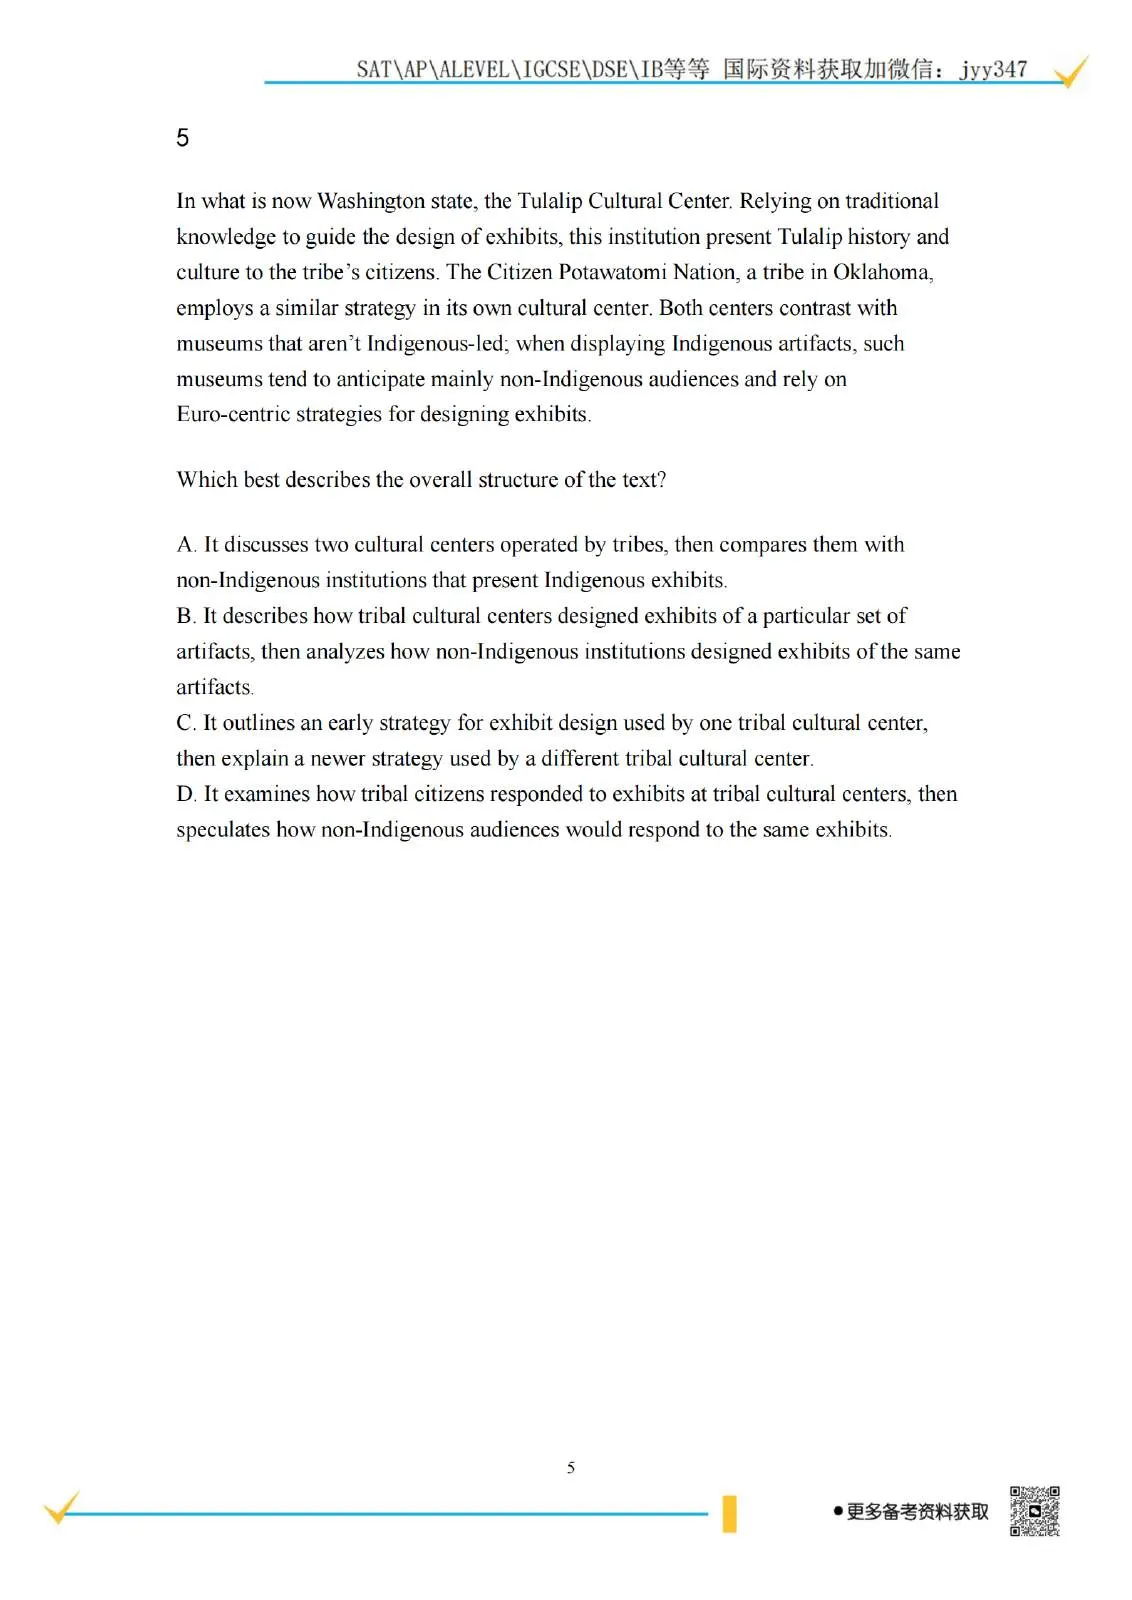 SAT\AP\ALEVEL\IGCSE\DSE\IB等等 国际资料获取加微信：jyy347
5
In what is now Washington state, the Tulalip Cultural Center. Relying on traditional
knowledge to guide the design of exhibits, this institution present Tulalip history and
culture to the tribe’s citizens. The Citizen Potawatomi Nation, a tribe in Oklahoma,
employs a similar strategy in its own cultural center. Both centers contrast with
museums that aren’t Indigenous-led; when displaying Indigenous artifacts, such
museums tend to anticipate mainly non-Indigenous audiences and rely on
Euro-centric strategies for designing exhibits.
Which best describes the overall structure of the text?
A. It discusses two cultural centers operated by tribes, then compares them with
non-Indigenous institutions that present Indigenous exhibits.
B. It describes how tribal cultural centers designed exhibits of a particular set of
artifacts, then analyzes how non-Indigenous institutions designed exhibits of the same
artifacts.
C. It outlines an early strategy for exhibit design used by one tribal cultural center,
then explain a newer strategy used by a different tribal cultural center.
D. It examines how tribal citizens responded to exhibits at tribal cultural centers, then
speculates how non-Indigenous audiences would respond to the same exhibits.
5
●更多备考资料获取